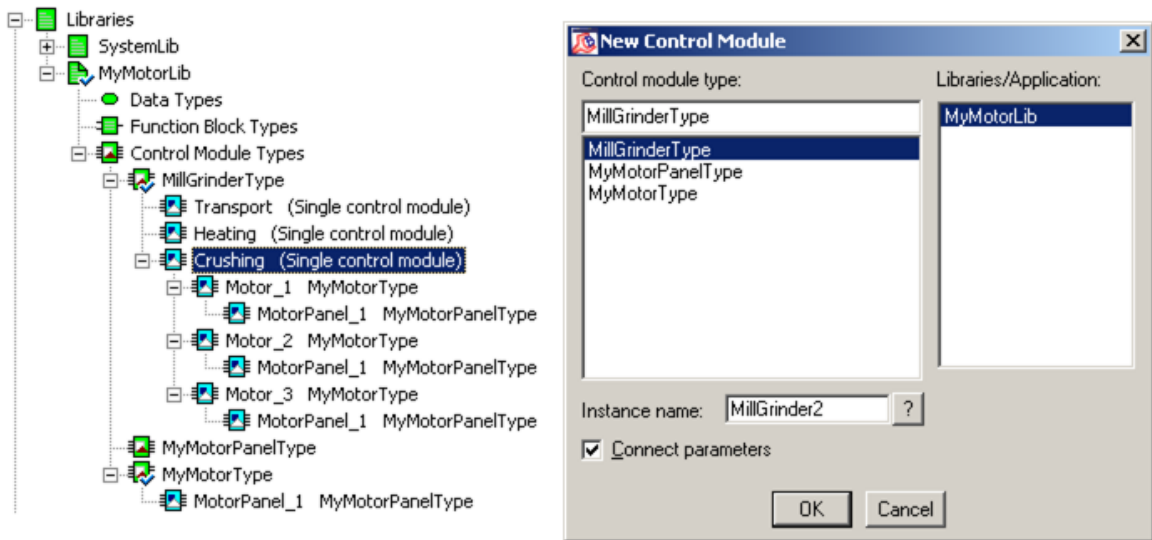 Libraries
SystemLib
MyMotorLib
Data Types
Function Block Types
Control Module Types
MillGrinderType
Transport (Single control module)
Heating (Single control module)
Crushing (Single control module)
Motor_1 MyMotorType
MotorPanel_1 MyMotorPanelType
Motor_2 MyMotorType
MotorPanel_1 MyMotorPanelType
Motor_3 MyMotorType
MotorPanel_1 MyMotorPanelType
MyMotorPanelType
MyMotorType
MotorPanel_1 MyMotorPanelType
New Control Module
Control module type:
MillGrinderType
MillGrinderType
MyMotorPanelType
MyMotorType
Libraries/Application:
MyMotorLib
Instance name: MillGrinder2 ?
Connect parameters
OK Cancel